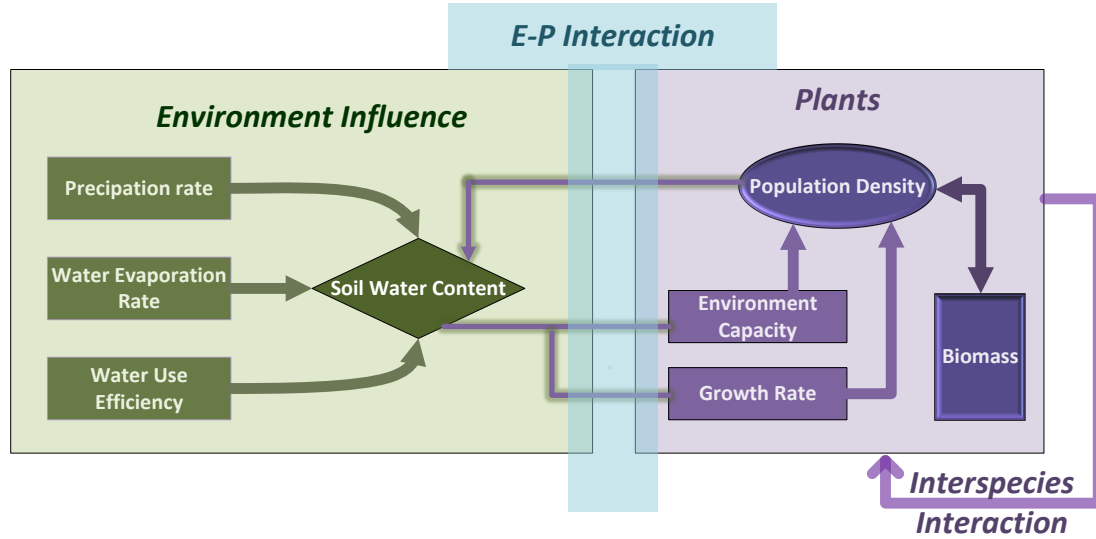 E-P Interaction
Environment Influence
Plants
Precipation rate
Population Density
Water Evaporation
Rate
Soil Water Content
Environment
Capacity
Biomass
Water Use
Efficiency
Growth Rate
Interspecies
Interaction